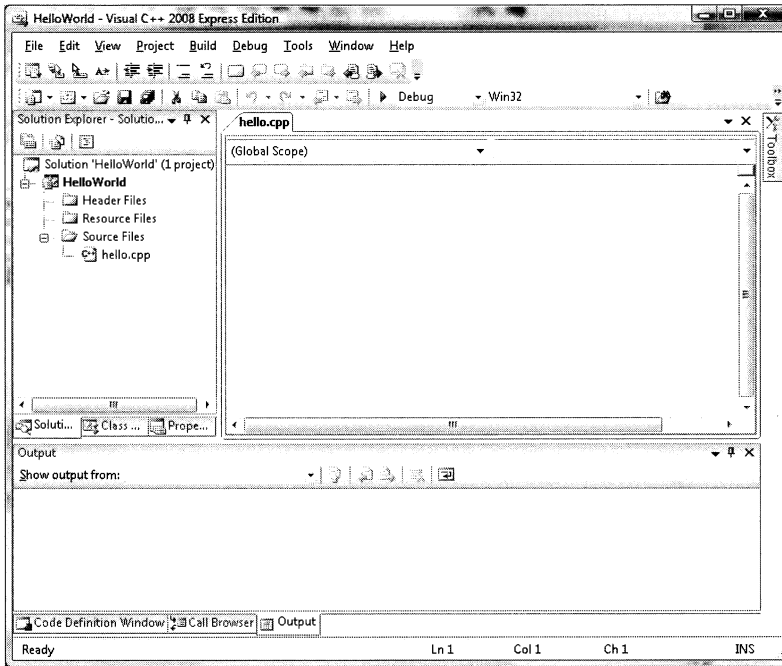 HelloWorld - Visual C++ 2008 Express Edition
File Edit View Project Build Debug Tools Window Help
Debug Win32
Solution Explorer - Solutio...
hello.cpp
Toolbox
(Global Scope)
Solution 'HelloWorld' (1 project)
HelloWorld
Header Files
Resource Files
Source Files
hello.cpp
Soluti... Class ... Prope...
Output
Show output from:
Code Definition Window Call Browser Output
Ready Ln 1 Col 1 Ch 1 INS